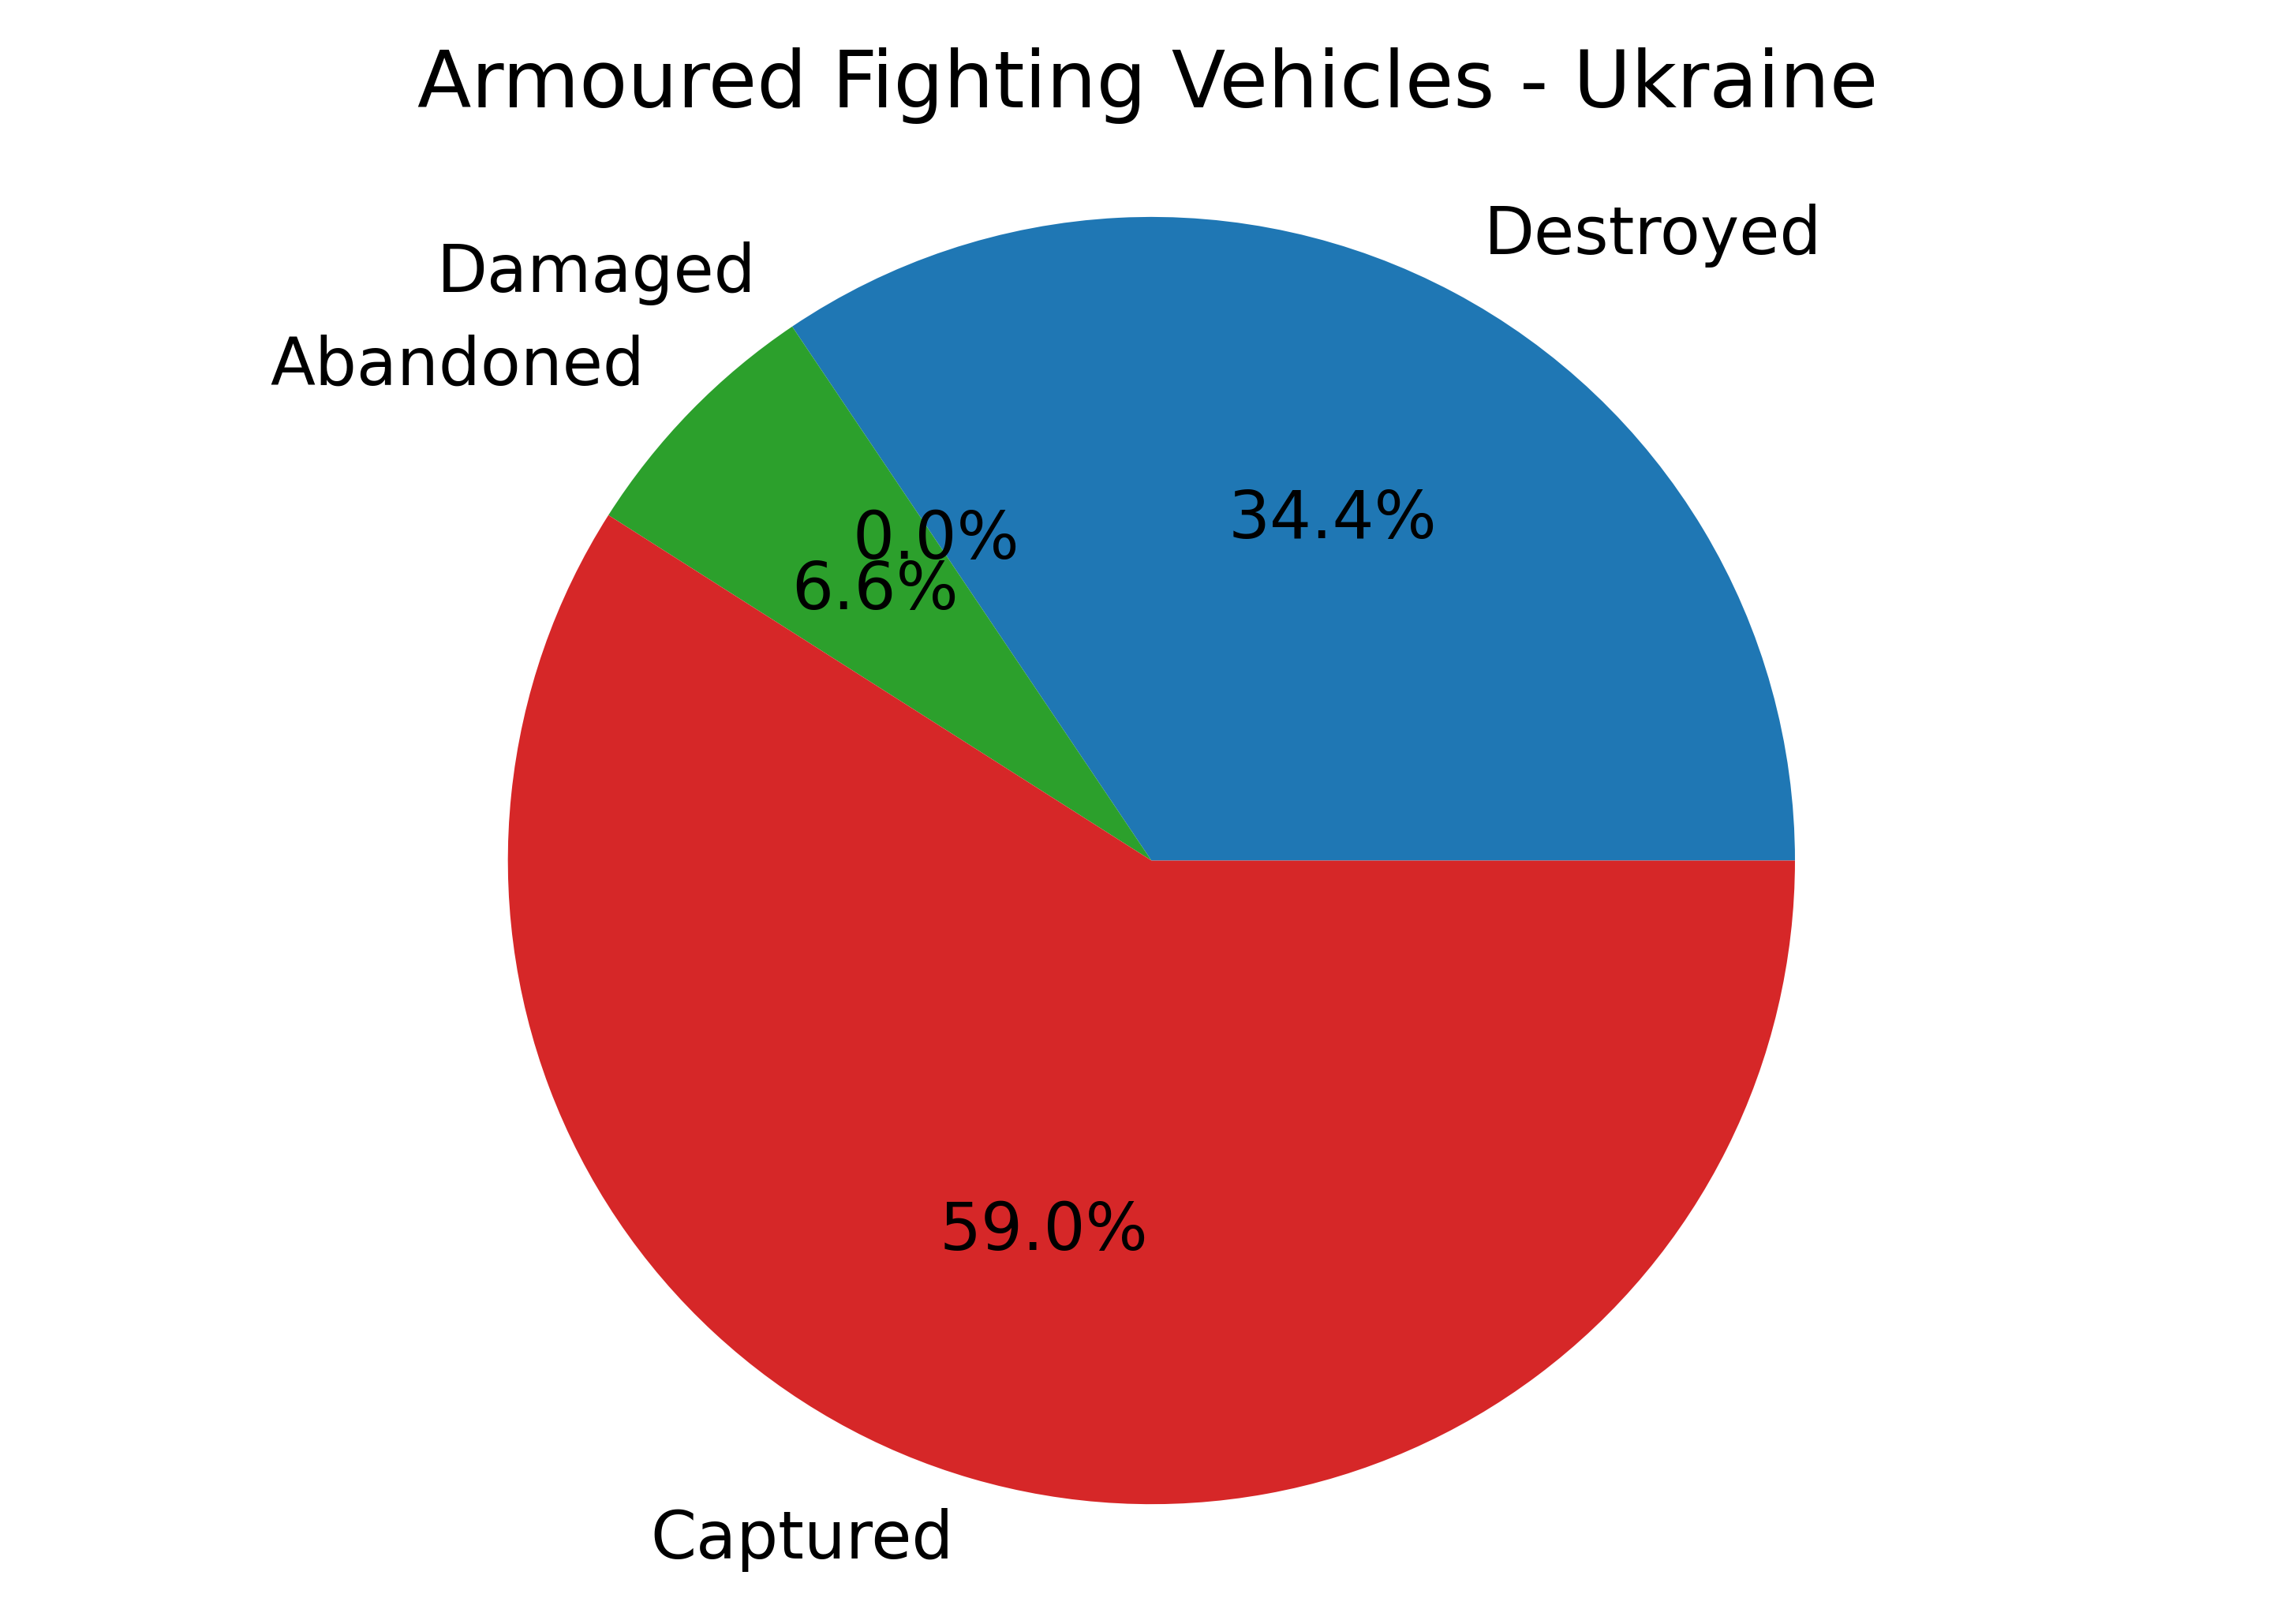 Armoured Fighting Vehicles - Ukraine
Destroyed
Damaged
Abandoned
34.4%
0.0%
6.6%
59.0%
Captured